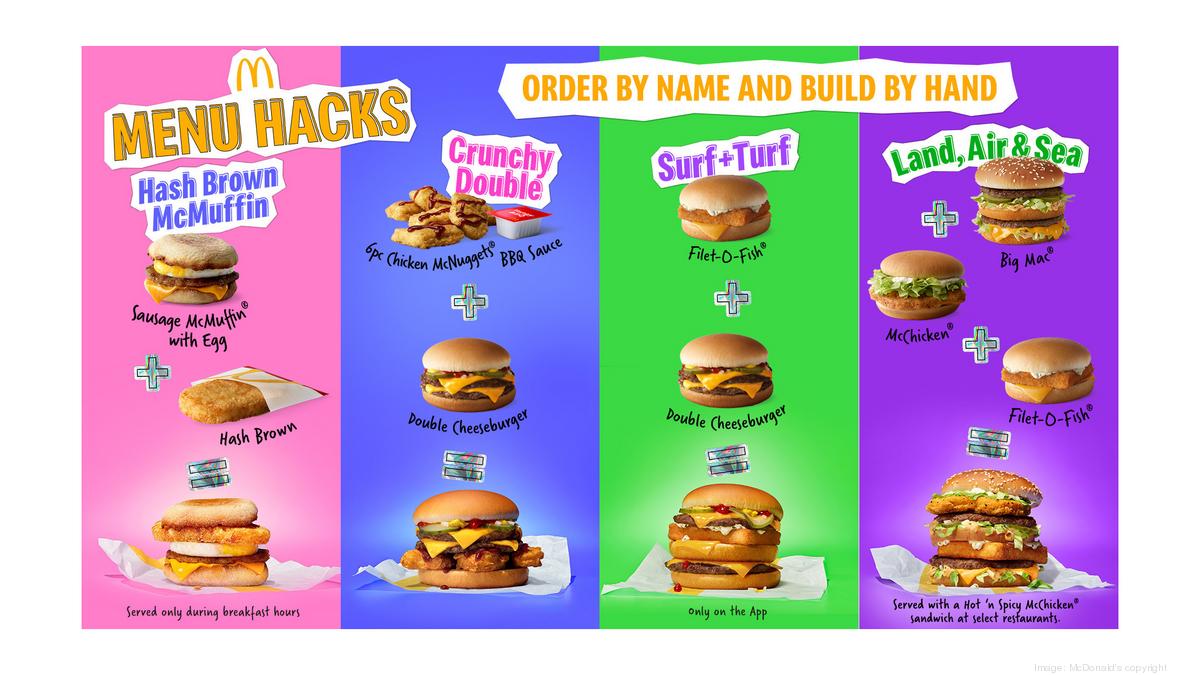 MENU HACKS
ORDER BY NAME AND BUILD BY HAND
Hash Brown
McMuffin
Sausage McMuffin®
with Egg
Hash Brown
Served only during breakfast hours
Crunchy
Double
6pc Chicken McNuggets® BBQ Sauce
Double Cheeseburger
Surf+Turf
Filet-O-Fish®
Double Cheeseburger
Only on the App
Land, Air & Sea
Big Mac®
McChicken®
Filet-O-Fish®
Served with a Hot 'n Spicy McChicken®
sandwich at select restaurants.
Image: McDonald's copyright